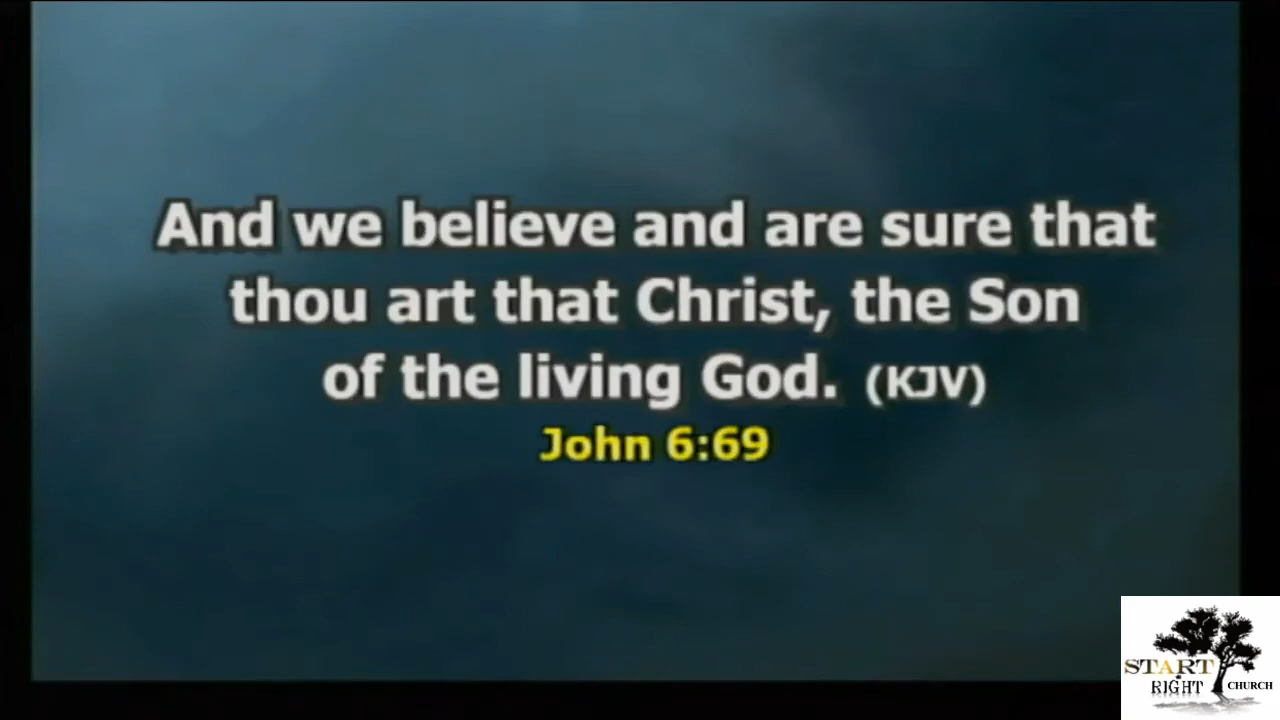 And we believe and are sure that
thou art that Christ, the Son
of the living God. (KJV)
John 6:69
START
RIGHT CHURCH